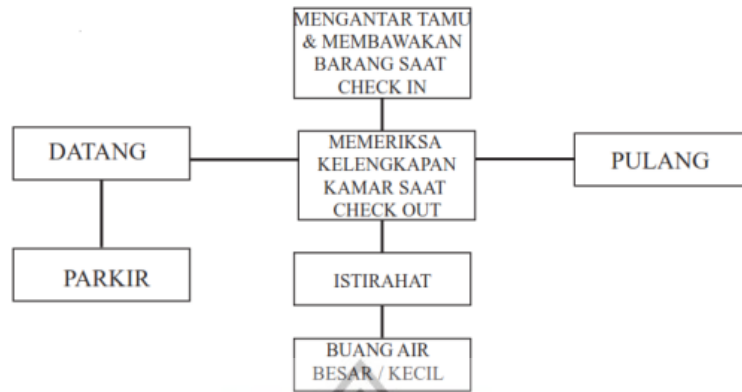 MENGANTAR TAMU
& MEMBAWAKAN
BARANG SAAT
CHECK IN
DATANG
MEMERIKSA
KELENGKAPAN
KAMAR SAAT
CHECK OUT
PULANG
PARKIR
ISTIRAHAT
BUANG AIR
BESAR / KECIL